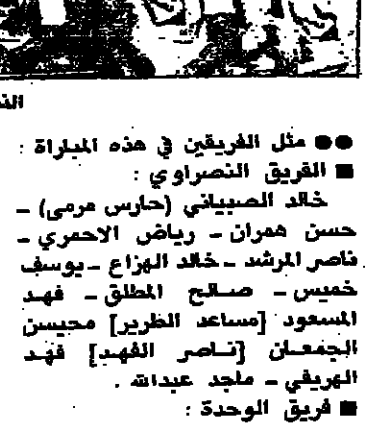 ●● مثل الفريقين في هذه المباراة :
■ الفريق النصراوي :
خالد الصبياني (حارس مرمى) –
حسن همران – رياض الاحمري –
ناصر المرشد – خالد الهزاع – يوسف
خميس – صالح المطلق – فهد
المسعود [مساعد الطرير] محيسن
الجمعان [ناصر الفهد] فهد
الهريفي – ماجد عبدالله .
■ فريق الوحدة :